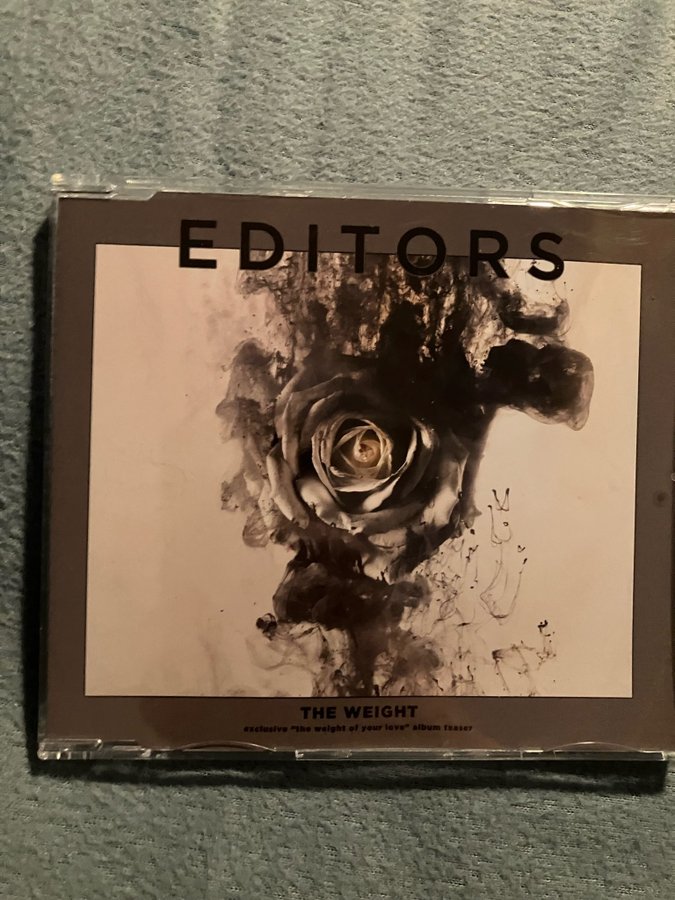 EDITORS
THE WEIGHT
exclusive "the weight of your love" album teaser